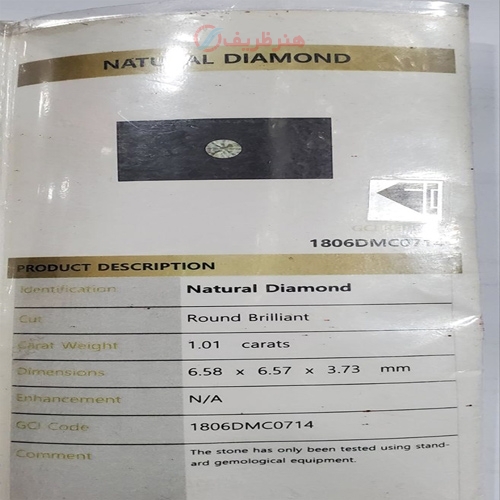 هنر ظریف
NATURAL DIAMOND
1806DMC0714
PRODUCT DESCRIPTION
Identification Natural Diamond
Cut Round Brilliant
Carat Weight 1.01 carats
Dimensions 6.58 x 6.57 x 3.73 mm
Enhancement N/A
GCI Code 1806DMC0714
Comment The stone has only been tested using stand-
ard gemological equipment.